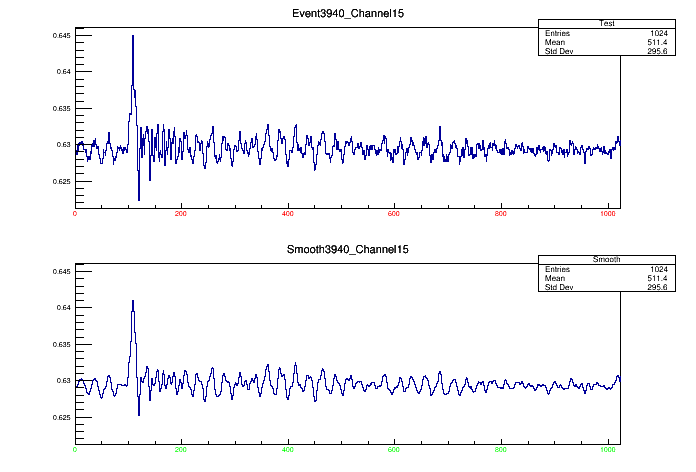 Event3940_Channel15
Test
Entries 1024
Mean 511.4
Std Dev 295.6
0.645
0.64
0.635
0.63
0.625
0 200 400 600 800 1000
Smooth3940_Channel15
Smooth
Entries 1024
Mean 511.4
Std Dev 295.6
0.645
0.64
0.635
0.63
0.625
0 200 400 600 800 1000